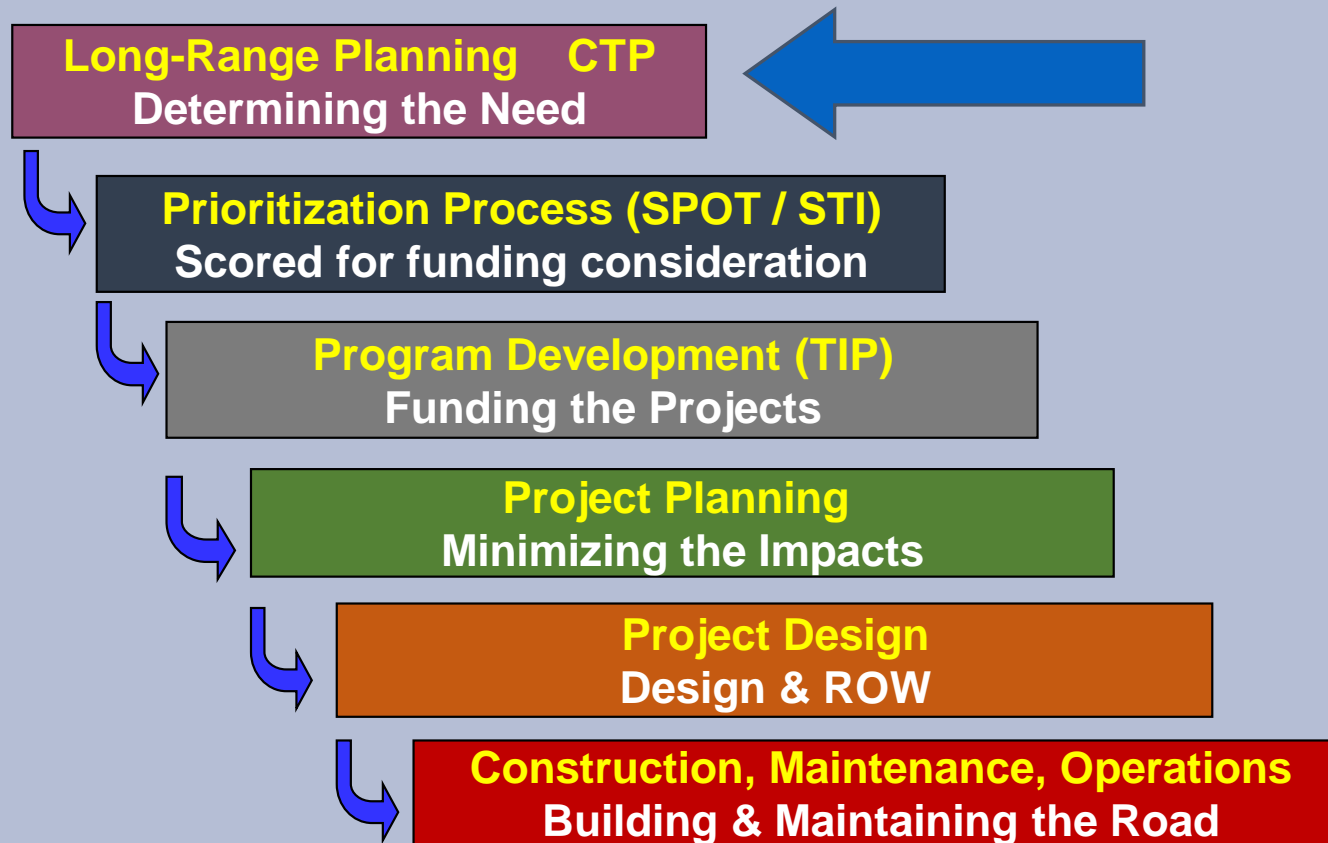 Long-Range Planning CTP
Determining the Need
Prioritization Process (SPOT / STI)
Scored for funding consideration
Program Development (TIP)
Funding the Projects
Project Planning
Minimizing the Impacts
Project Design
Design & ROW
Construction, Maintenance, Operations
Building & Maintaining the Road